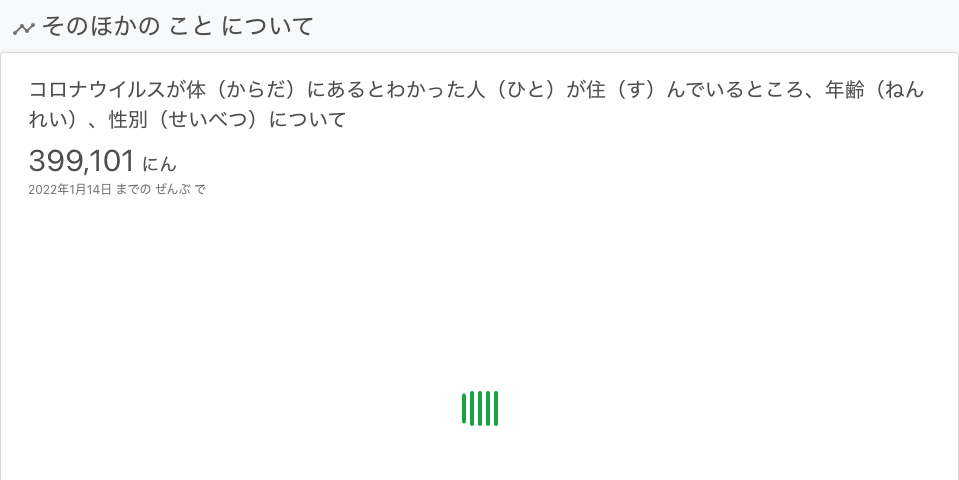 そのほかの こと について
コロナウイルスが体（からだ）にあるとわかった人（ひと）が住（す）んでいるところ、年齢（ねん
れい）、性別（せいべつ）について
399,101 にん
2022年1月14日 までの ぜんぶ で